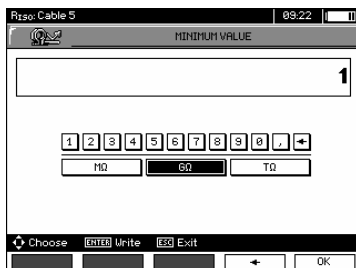 RISO: Cable 5 09:22
MINIMUM VALUE
1
1 2 3 4 5 6 7 8 9 0 , ←
MΩ GΩ TΩ
Choose ENTER Write ESC Exit
← OK